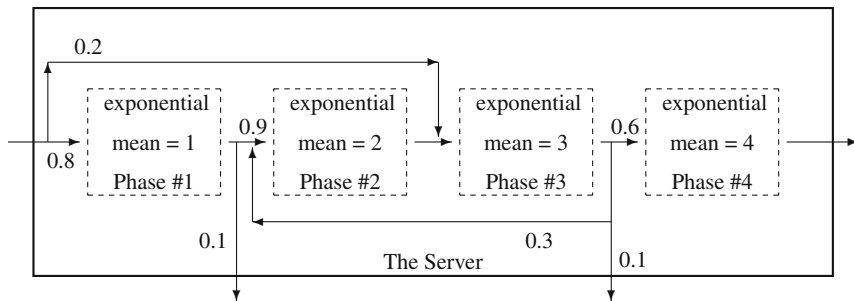 0.2
exponential
mean = 1
Phase #1
exponential
mean = 2
Phase #2
exponential
mean = 3
Phase #3
exponential
mean = 4
Phase #4
0.8
0.9
0.6
0.1
0.3
0.1
The Server